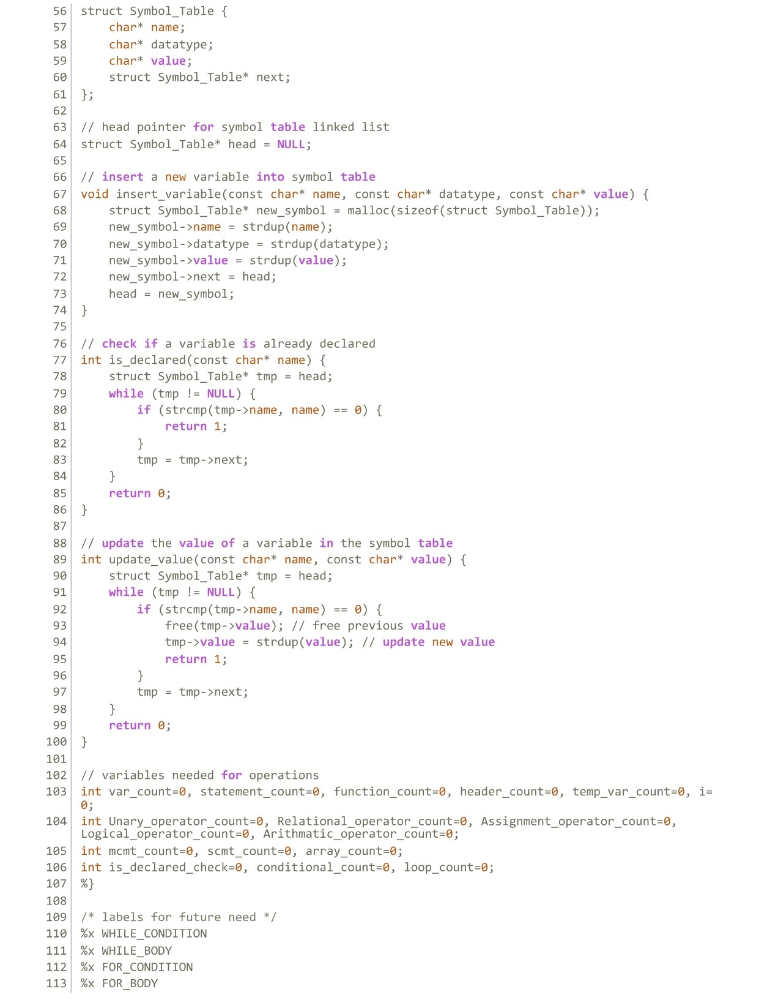 56 struct Symbol_Table {
57     char* name;
58     char* datatype;
59     char* value;
60     struct Symbol_Table* next;
61 };
62
63 // head pointer for symbol table linked list
64 struct Symbol_Table* head = NULL;
65
66 // insert a new variable into symbol table
67 void insert_variable(const char* name, const char* datatype, const char* value) {
68     struct Symbol_Table* new_symbol = malloc(sizeof(struct Symbol_Table));
69     new_symbol->name = strdup(name);
70     new_symbol->datatype = strdup(datatype);
71     new_symbol->value = strdup(value);
72     new_symbol->next = head;
73     head = new_symbol;
74 }
75
76 // check if a variable is already declared
77 int is_declared(const char* name) {
78     struct Symbol_Table* tmp = head;
79     while (tmp != NULL) {
80         if (strcmp(tmp->name, name) == 0) {
81             return 1;
82         }
83         tmp = tmp->next;
84     }
85     return 0;
86 }
87
88 // update the value of a variable in the symbol table
89 int update_value(const char* name, const char* value) {
90     struct Symbol_Table* tmp = head;
91     while (tmp != NULL) {
92         if (strcmp(tmp->name, name) == 0) {
93             free(tmp->value); // free previous value
94             tmp->value = strdup(value); // update new value
95             return 1;
96         }
97         tmp = tmp->next;
98     }
99     return 0;
100 }
101
102 // variables needed for operations
103 int var_count=0, statement_count=0, function_count=0, header_count=0, temp_var_count=0, i=
0;
104 int Unary_operator_count=0, Relational_operator_count=0, Assignment_operator_count=0,
Logical_operator_count=0, Arithmatic_operator_count=0;
105 int mcmt_count=0, scmt_count=0, array_count=0;
106 int is_declared_check=0, conditional_count=0, loop_count=0;
107 %}
108
109 /* labels for future need */
110 %x WHILE_CONDITION
111 %x WHILE_BODY
112 %x FOR_CONDITION
113 %x FOR_BODY